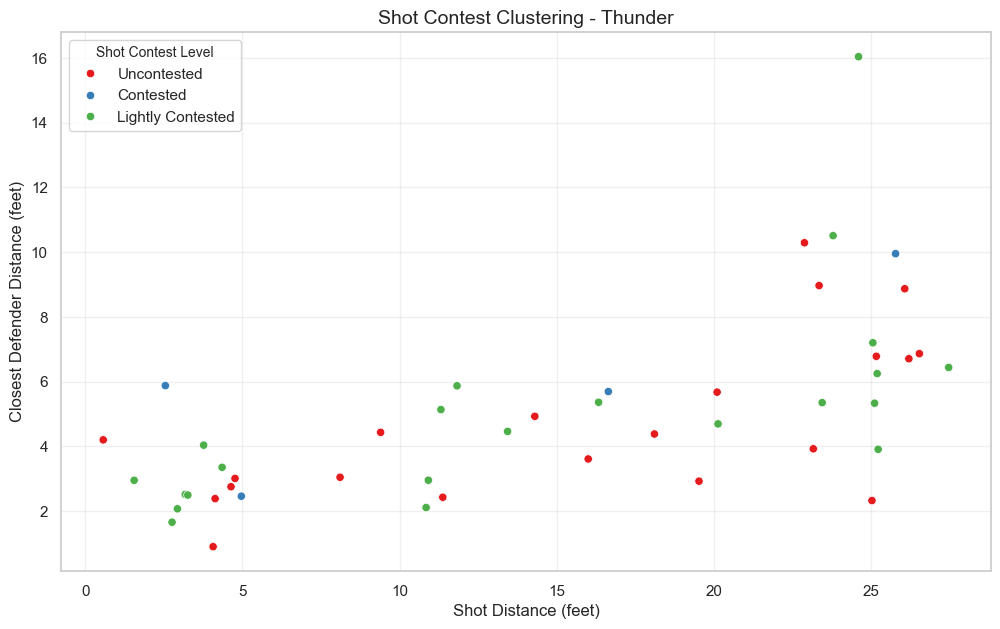 Shot Contest Clustering - Thunder
Shot Contest Level
Uncontested
Contested
Lightly Contested
16
14
12
10
8
6
4
2
Closest Defender Distance (feet)
0 5 10 15 20 25
Shot Distance (feet)